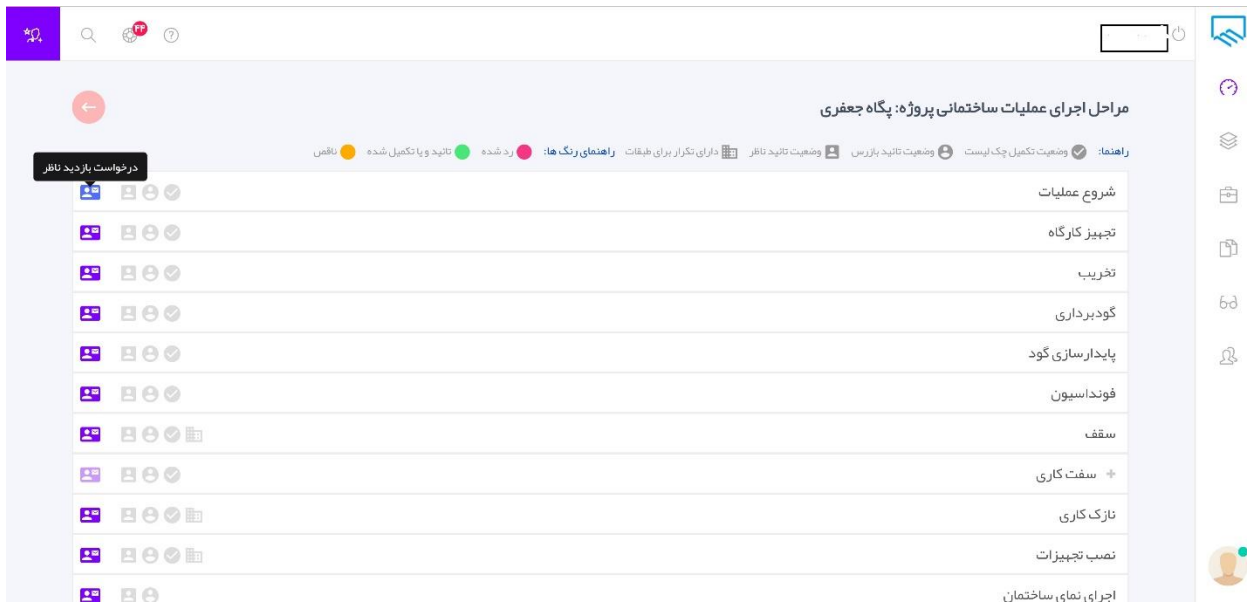 ۴۴
مراحل اجرای عملیات ساختمانی پروژه: پگاه جعفری
راهنما: وضعیت تکمیل چک لیست وضعیت تائید بازرس وضعیت تائید ناظر دارای تکرار برای طبقات راهنمای رنگ ها: رد شده تائید و یا تکمیل شده ناقص
درخواست بازدید ناظر
شروع عملیات
تجهیز کارگاه
تخریب
گودبرداری
پایدارسازی گود
فونداسیون
سقف
سفت کاری
نازک کاری
نصب تجهیزات
اجرای نمای ساختمان